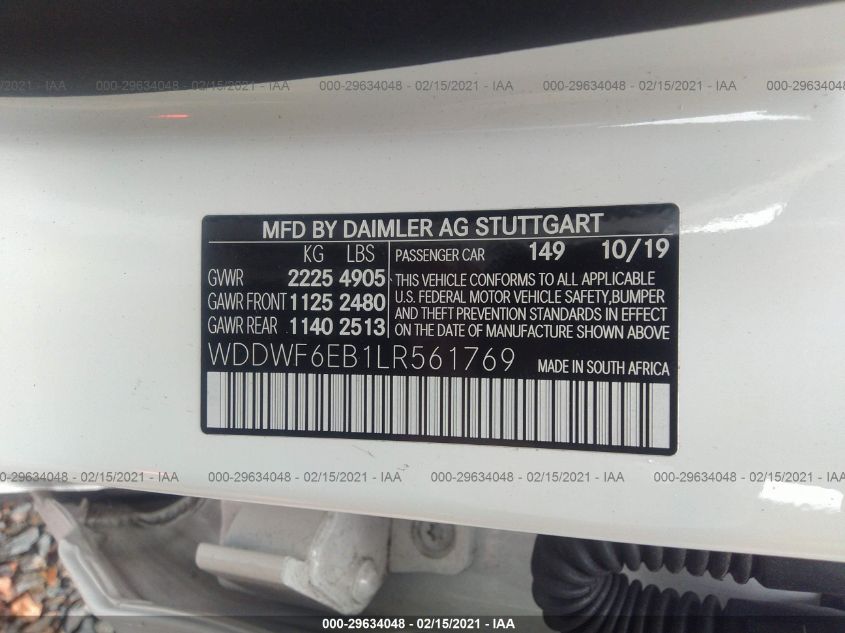 000-29634048 - 02/15/2021 - IAA 000-29634048 - 02/15/2021 - IAA 000-29634048 - 02/15/2021 - IAA
MFD BY DAIMLER AG STUTTGART
KG LBS PASSENGER CAR 149 10/19
GVWR 2225 4905 THIS VEHICLE CONFORMS TO ALL APPLICABLE
GAWR FRONT 1125 2480 U.S. FEDERAL MOTOR VEHICLE SAFETY,BUMPER
AND THEFT PREVENTION STANDARDS IN EFFECT
GAWR REAR 1140 2513 ON THE DATE OF MANUFACTURE SHOWN ABOVE.
WDDWF6EB1LR561769 MADE IN SOUTH AFRICA
000-29634048 - 02/15/2021 - IAA 000-29634048 - 02/15/2021 - IAA 000-29634048 - 02/15/2021 - IAA
000-29634048 - 02/15/2021 - IAA